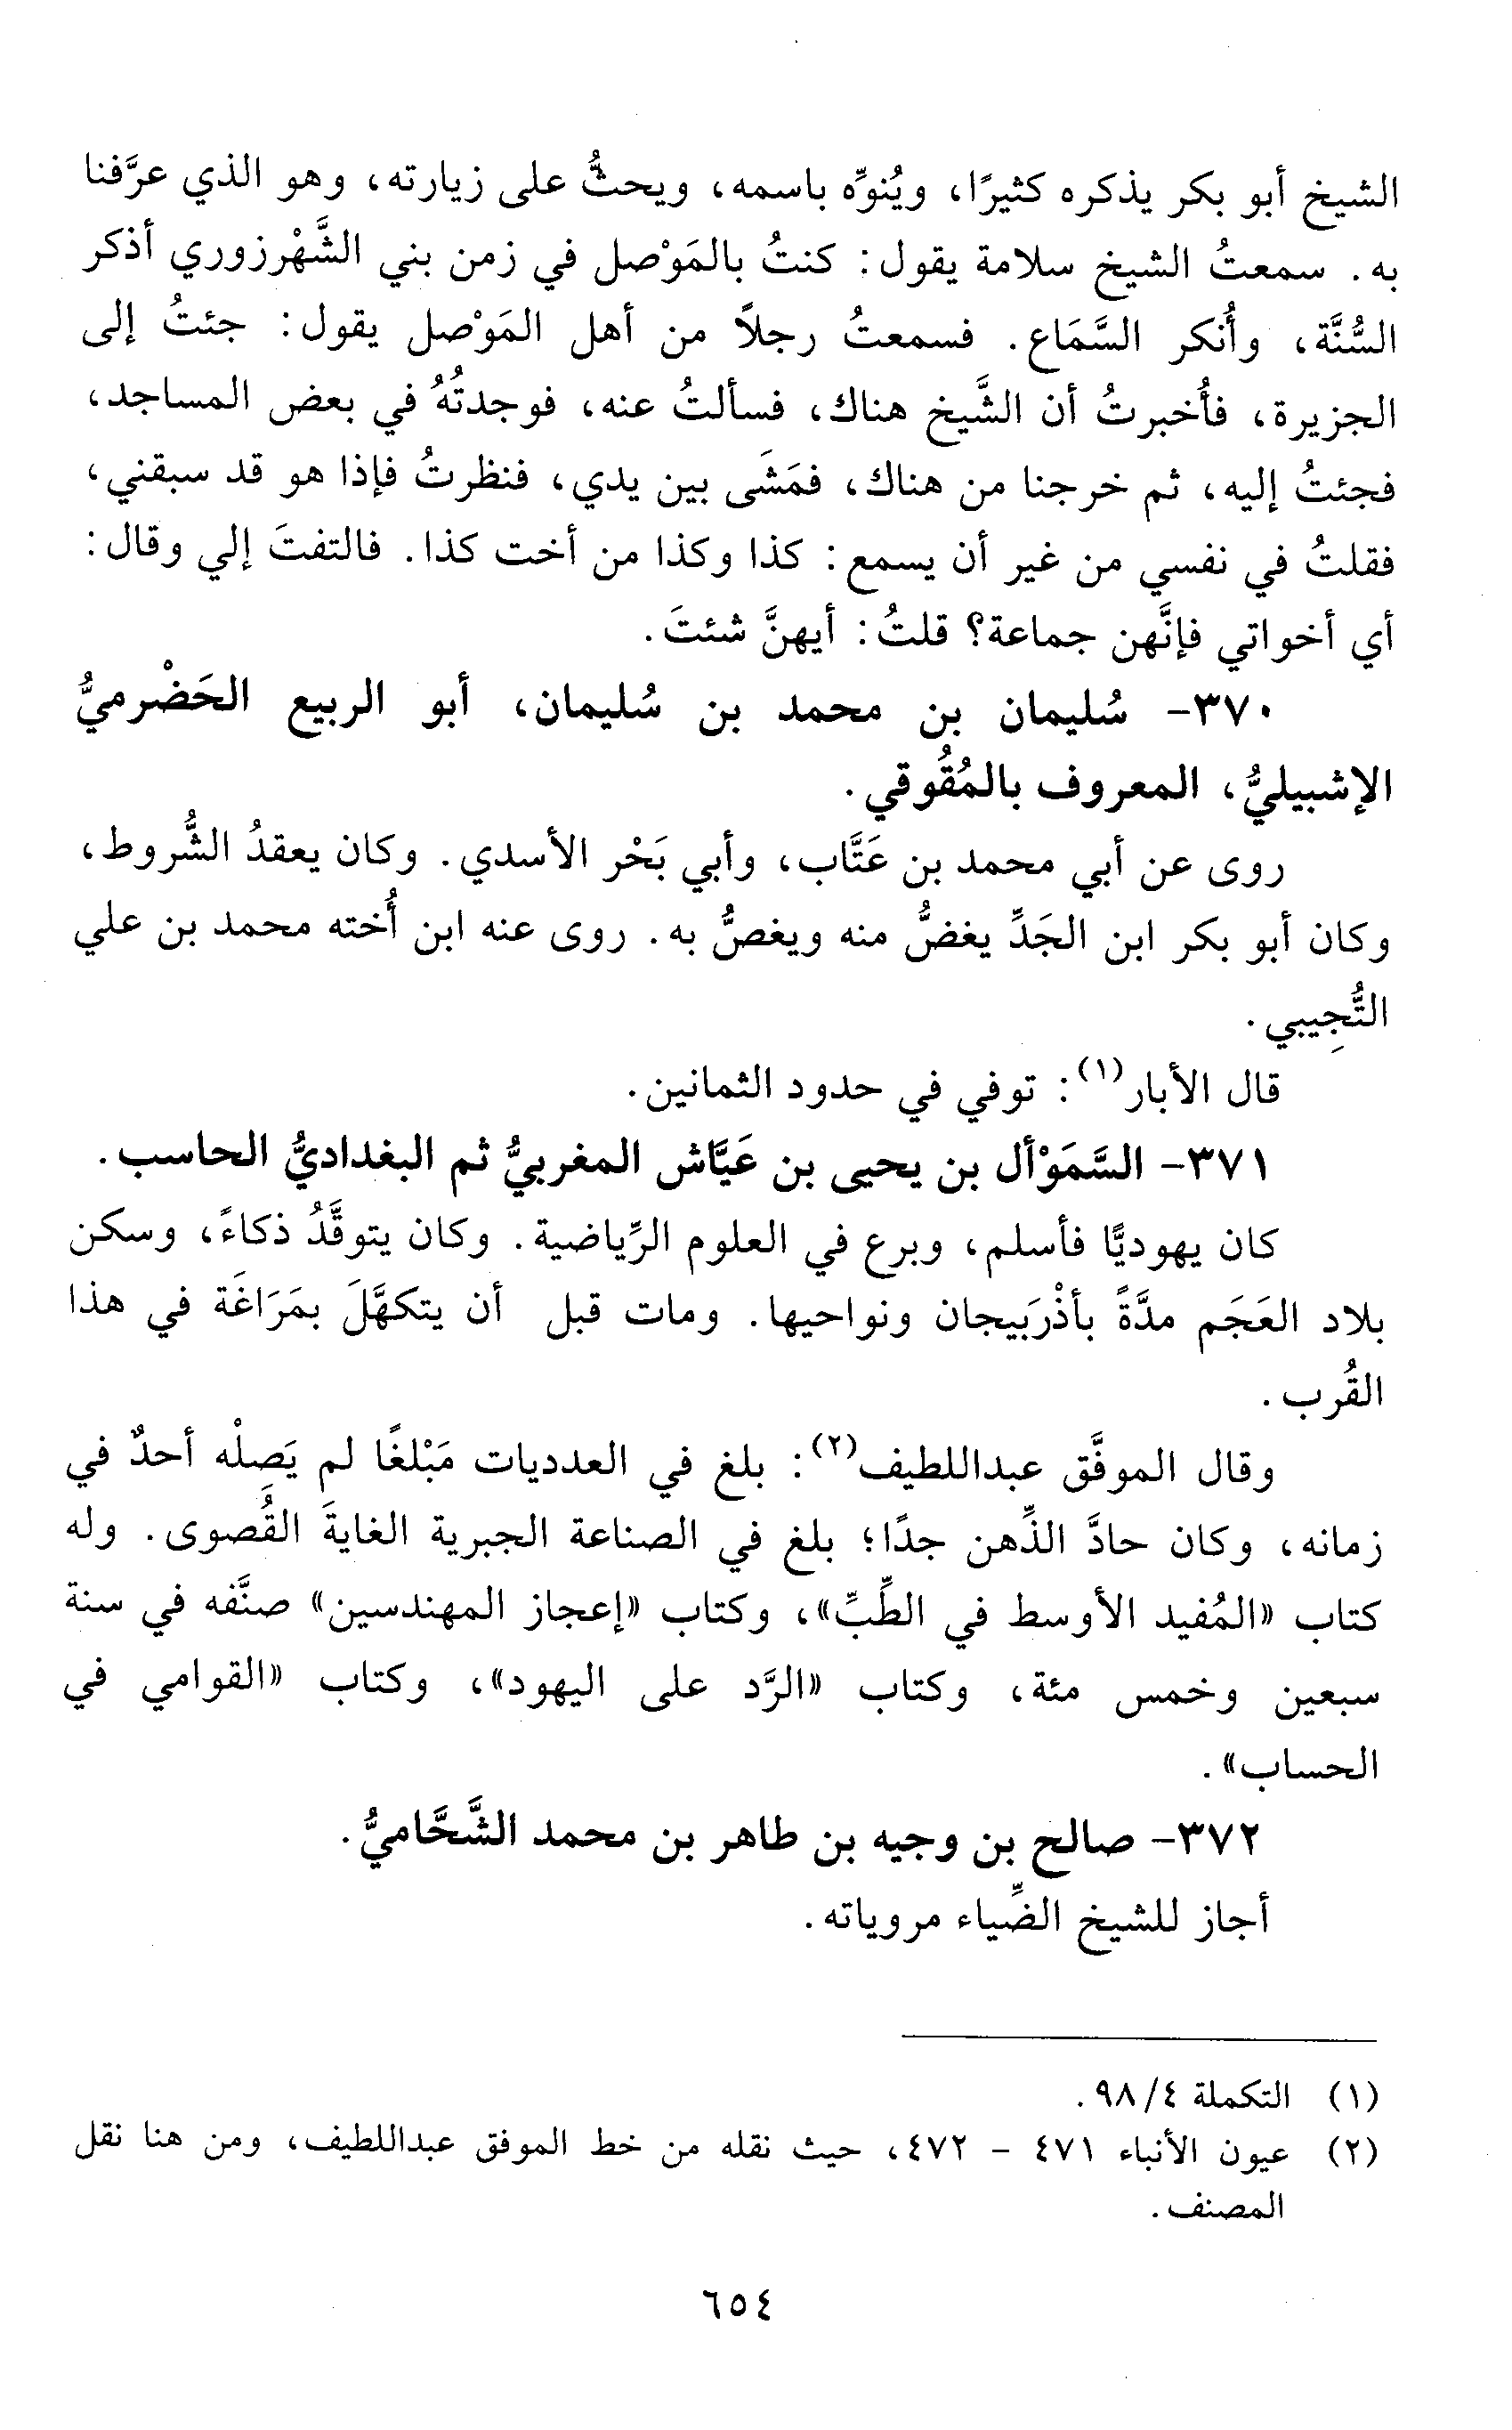 الشيخ أبو بكر يذكره كثيرًا، ويُنوِّه باسمه، ويحثُّ على زيارته، وهو الذي عرَّفنا
به. سمعتُ الشيخ سلامة يقول: كنتُ بالمَوْصل في زمن بني الشَّهْرزوري أذكر
السُّنَّة، وأُنكر السَّمَاع. فسمعتُ رجلاً من أهل المَوْصل يقول: جئتُ إلى
الجزيرة، فأُخبرتُ أن الشَّيخ هناك، فسألتُ عنه، فوجدتُهُ في بعض المساجد،
فجئتُ إليه، ثم خرجنا من هناك، فمَشَى بين يدي، فنظرتُ فإذا هو قد سبقني،
فقلتُ في نفسي من غير أن يسمع: كذا وكذا من أخت كذا. فالتفتَ إلي وقال:
أي أخواتي فإنَّهن جماعة؟ قلتُ: أيهنَّ شئتَ.
٣٧٠- سُليمان بن محمد بن سُليمان، أبو الربيع الحَضْرميُّ
الإشبيليُّ، المعروف بالمُقُوقي.
روى عن أبي محمد بن عَتَّاب، وأبي بَحْر الأسدي. وكان يعقدُ الشُّروط،
وكان أبو بكر ابن الجَدِّ يغضُّ منه ويغصُّ به. روى عنه ابن أُخته محمد بن علي
التُّجِيبي.
قال الأبار(١): توفي في حدود الثمانين.
٣٧١- السَّمَوْأل بن يحيى بن عَيَّاش المغربيُّ ثم البغداديُّ الحاسب.
كان يهوديًّا فأسلم، وبرع في العلوم الرِّياضية. وكان يتوقَّدُ ذكاءً، وسكن
بلاد العَجَم مدَّةً بأذْرَبيجان ونواحيها. ومات قبل أن يتكهَّلَ بمَرَاغَة في هذا
القُرب.
وقال الموفَّق عبداللطيف(٢): بلغ في العدديات مَبْلغًا لم يَصِلْه أحدٌ في
زمانه، وكان حادَّ الذِّهن جدًا؛ بلغ في الصناعة الجبرية الغايةَ القُصوى. وله
كتاب «المُفيد الأوسط في الطِّبِّ»، وكتاب «إعجاز المهندسين» صنَّفه في سنة
سبعين وخمس مئة، وكتاب «الرَّد على اليهود»، وكتاب «القوامي في
الحساب».
٣٧٢- صالح بن وجيه بن طاهر بن محمد الشَّحَّاميُّ.
أجاز للشيخ الضِّياء مروياته.
(١) التكملة ٤/ ٩٨.
(٢) عيون الأنباء ٤٧١ - ٤٧٢، حيث نقله من خط الموفق عبداللطيف، ومن هنا نقل
المصنف.
٦٥٤